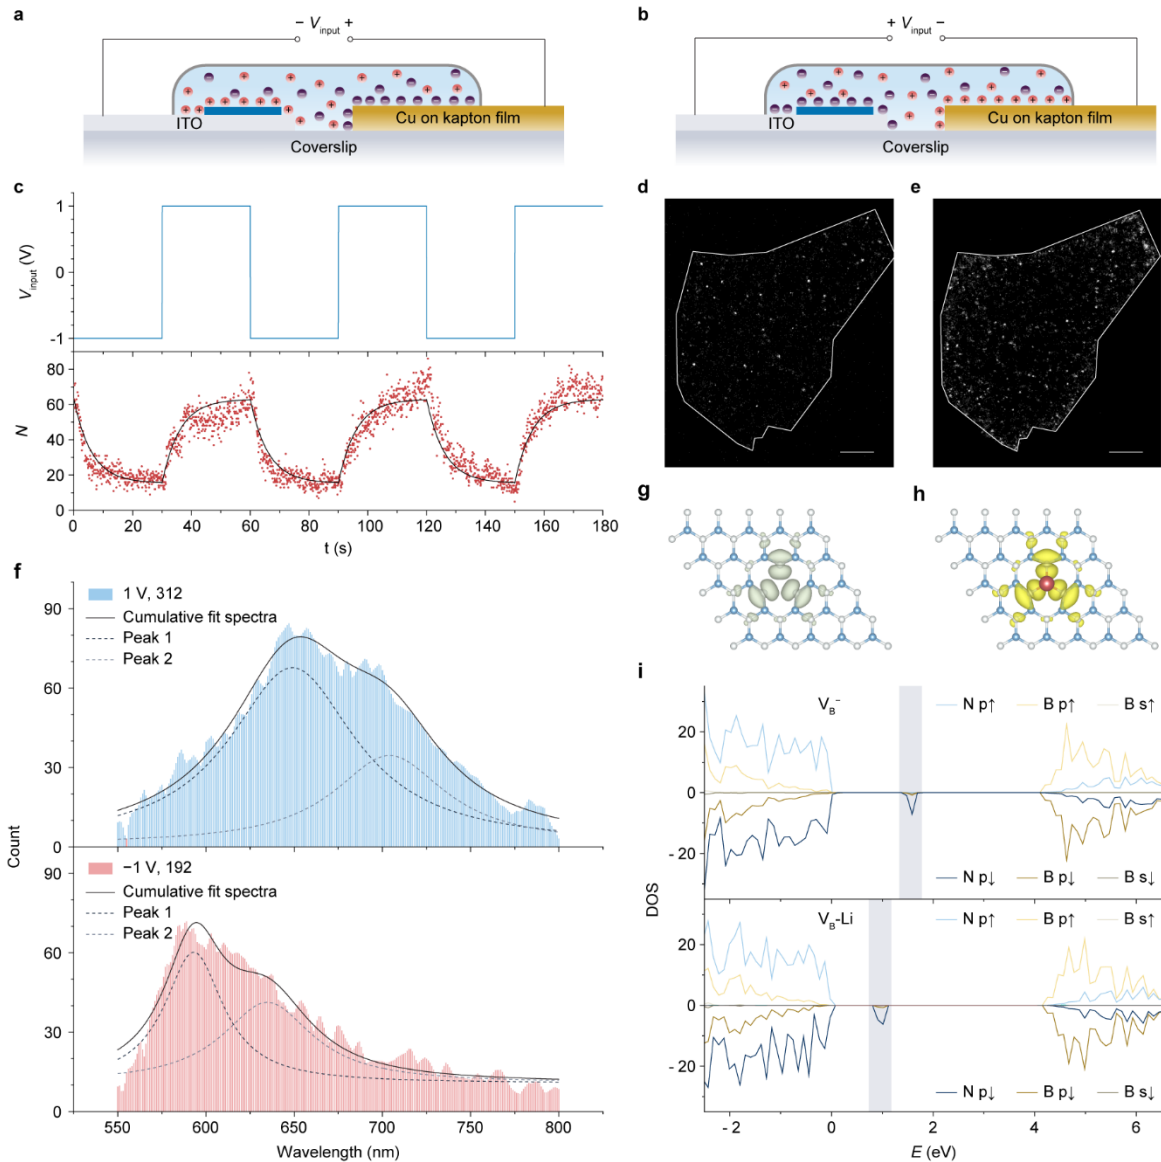 a
− V input +
ITO
Cu on kapton film
Coverslip
b
+ V input −
ITO
Cu on kapton film
Coverslip
c
1
0
-1
V input (V)
80
60
40
20
0
N
0 20 40 60 80 100 120 140 160 180
t (s)
d
e
f
1 V, 312
Cumulative fit spectra
Peak 1
Peak 2
90
60
30
0
−1 V, 192
Cumulative fit spectra
Peak 1
Peak 2
90
60
30
0
Count
550 600 650 700 750 800
Wavelength (nm)
g
h
i
V B −
N p↑ B p↑ B s↑
20
0
- 20
N p↓ B p↓ B s↓
V B -Li
N p↑ B p↑ B s↑
20
0
- 20
N p↓ B p↓ B s↓
DOS
- 2 0 2 4 6
E (eV)